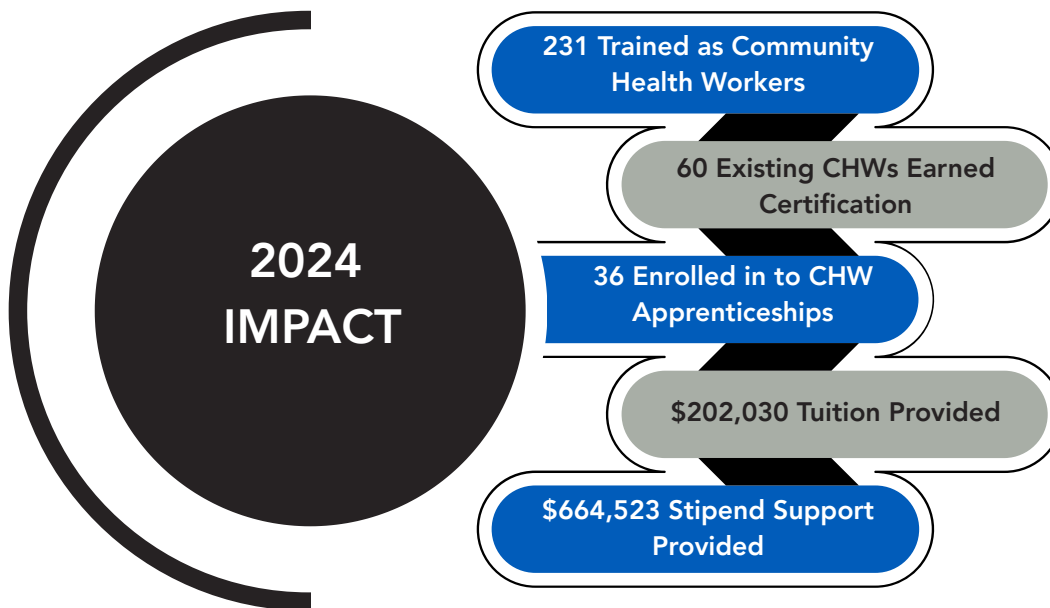 2024
IMPACT
231 Trained as Community
Health Workers
60 Existing CHWs Earned
Certification
36 Enrolled in to CHW
Apprenticeships
$202,030 Tuition Provided
$664,523 Stipend Support
Provided